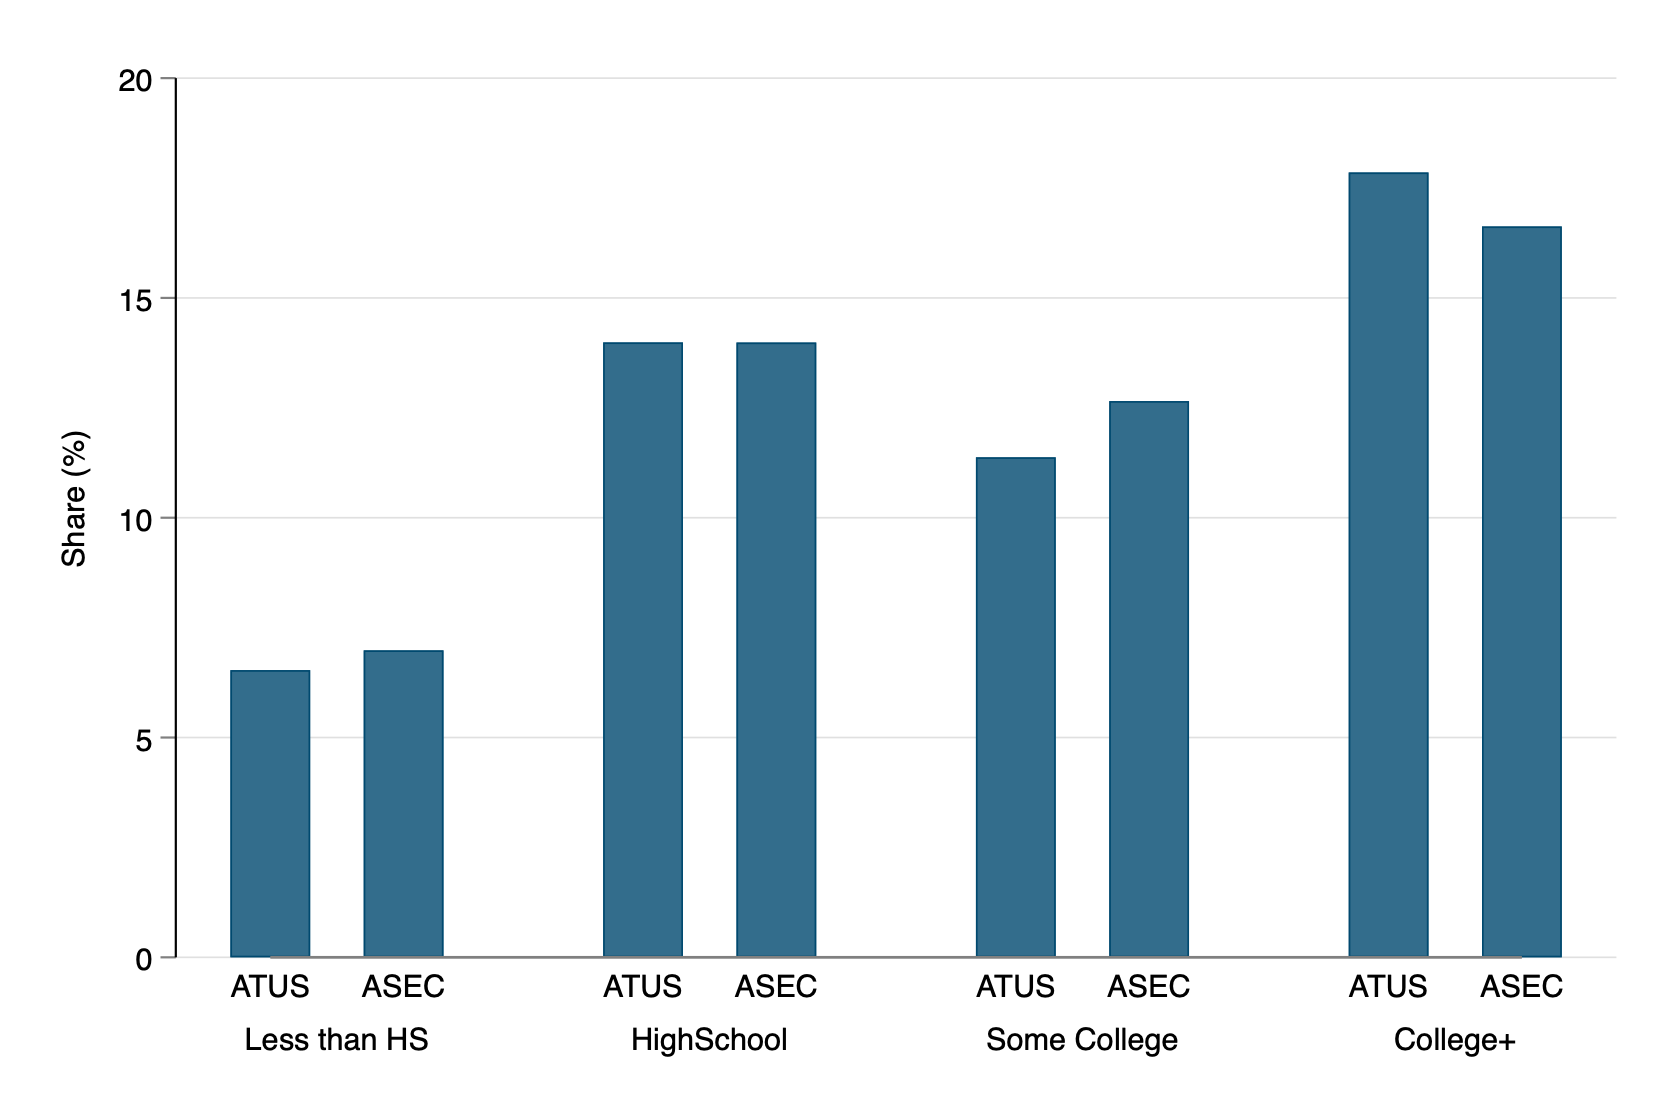 20
15
10
5
0
Share (%)
ATUS ASEC ATUS ASEC ATUS ASEC ATUS ASEC
Less than HS HighSchool Some College College+